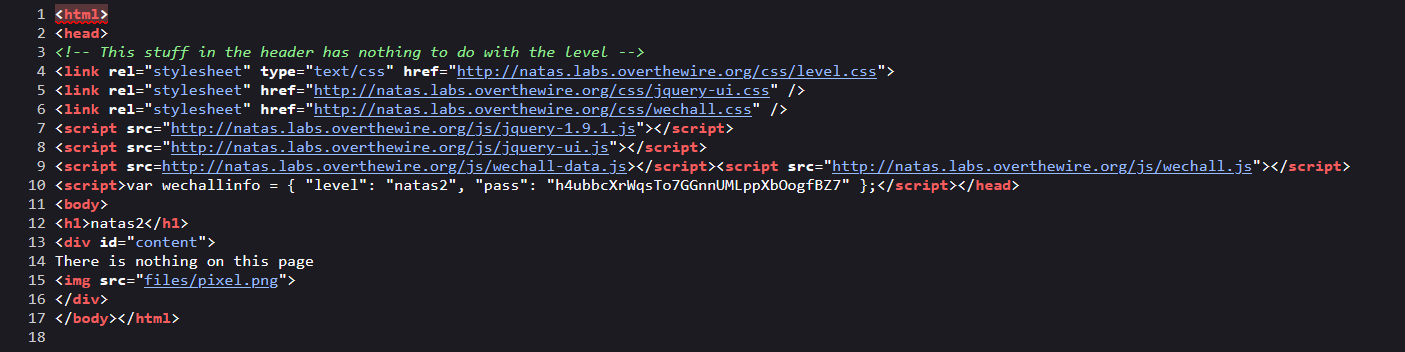 1 <html>
2 <head>
3 <!-- This stuff in the header has nothing to do with the level -->
4 <link rel="stylesheet" type="text/css" href="http://natas.labs.overthewire.org/css/level.css">
5 <link rel="stylesheet" href="http://natas.labs.overthewire.org/css/jquery-ui.css" />
6 <link rel="stylesheet" href="http://natas.labs.overthewire.org/css/wechall.css" />
7 <script src="http://natas.labs.overthewire.org/js/jquery-1.9.1.js"></script>
8 <script src="http://natas.labs.overthewire.org/js/jquery-ui.js"></script>
9 <script src=http://natas.labs.overthewire.org/js/wechall-data.js></script><script src="http://natas.labs.overthewire.org/js/wechall.js"></script>
10 <script>var wechallinfo = { "level": "natas2", "pass": "h4ubbcXrWqsTo7GGnnUMLppXbOogfBZ7" };</script></head>
11 <body>
12 <h1>natas2</h1>
13 <div id="content">
14 There is nothing on this page
15 <img src="files/pixel.png">
16 </div>
17 </body></html>
18